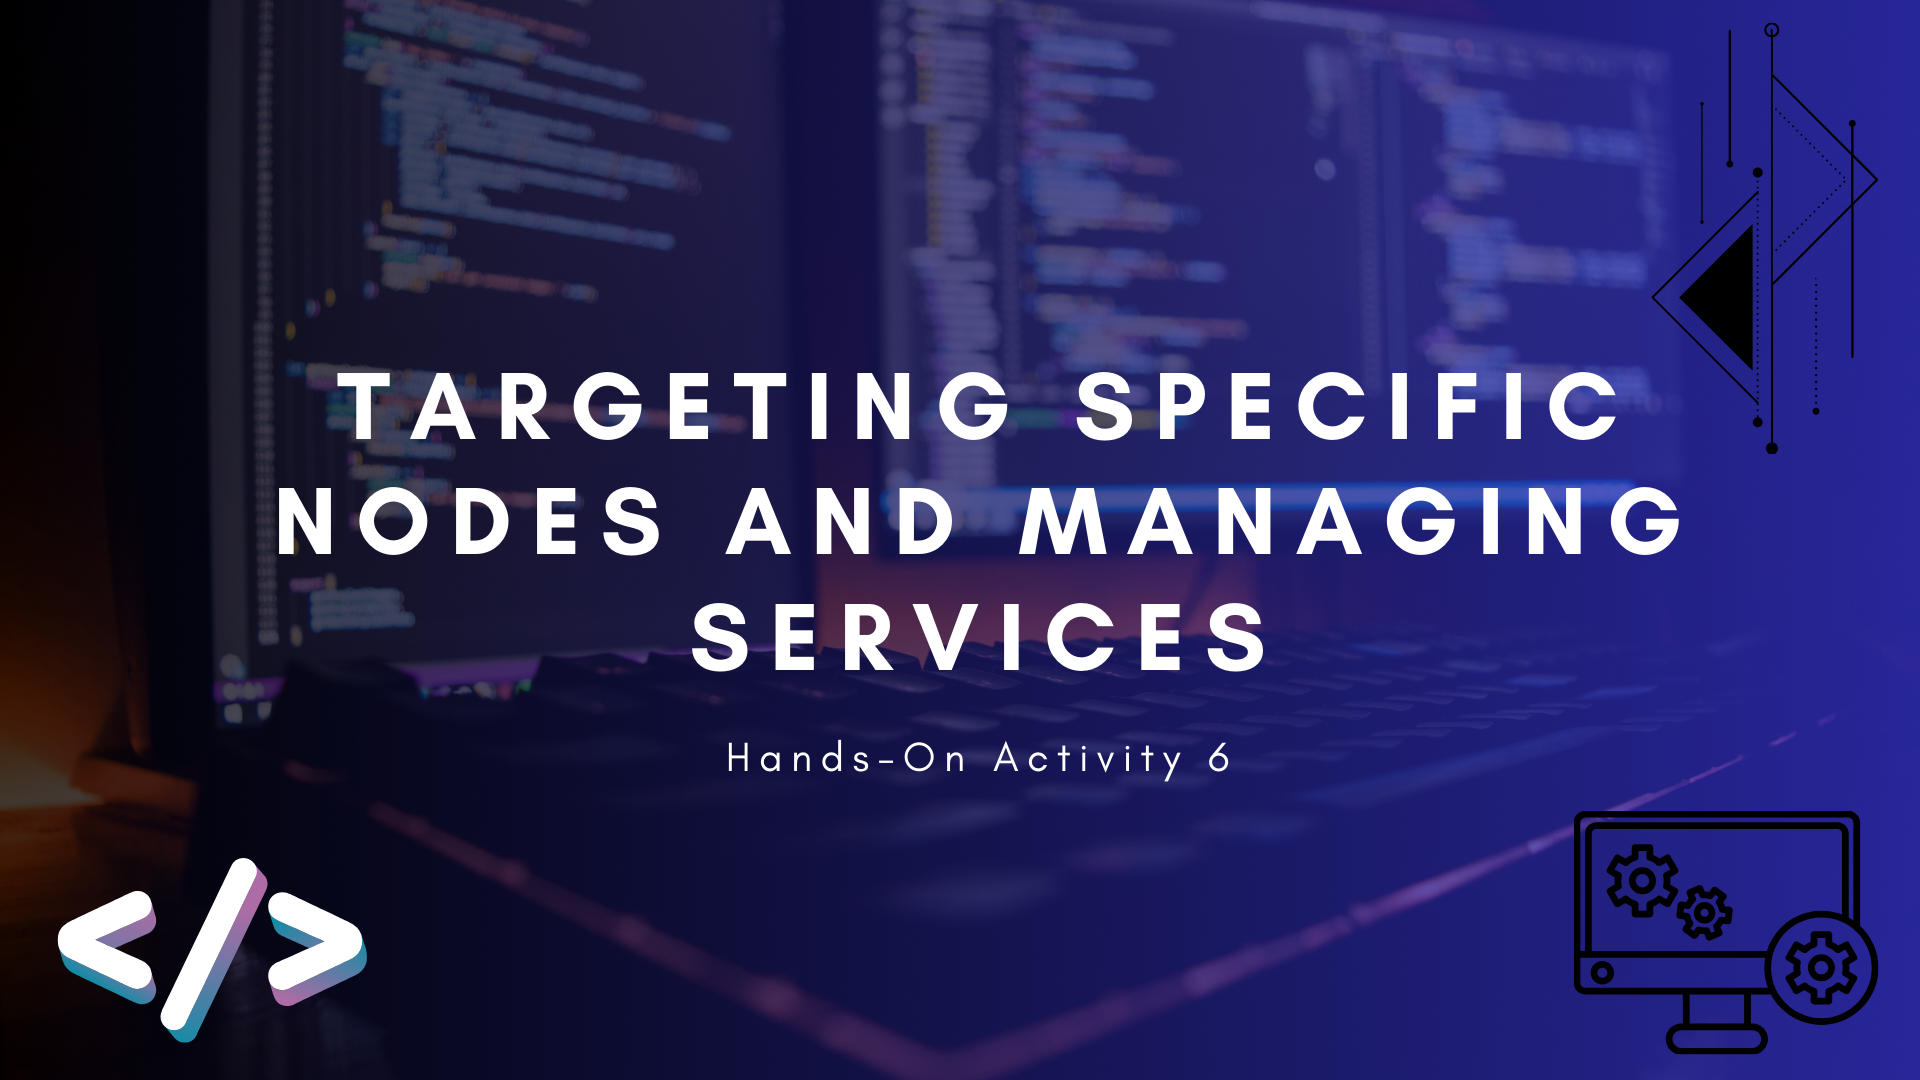 TARGETING SPECIFIC
NODES AND MANAGING
SERVICES
Hands-On Activity 6